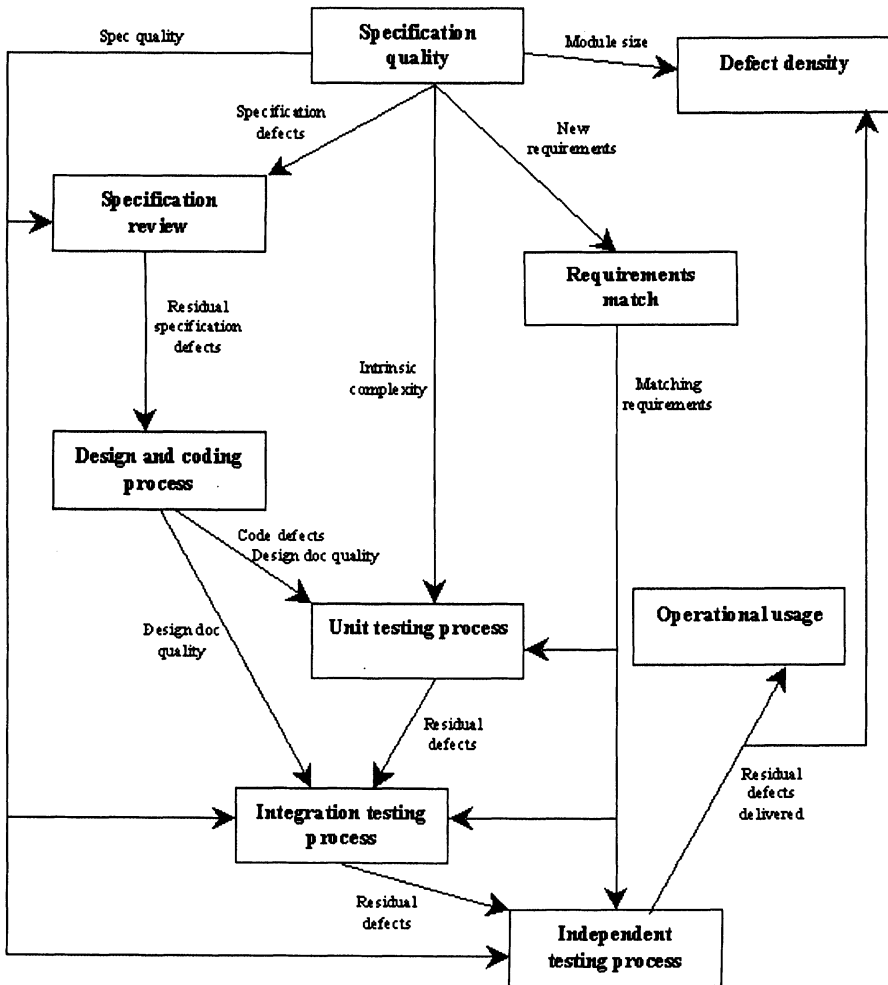 Spec quality
Specification
quality
Module size
Defect density
Specification
defects
New
requirements
Specification
review
Requirements
match
Residual
specification
defects
Intrinsic
complexity
Matching
requirements
Design and coding
process
Code defects
Design doc quality
Design doc
quality
Unit testing process
Operational usage
Residual
defects
Residual
defects
delivered
Integration testing
process
Residual
defects
Independent
testing process